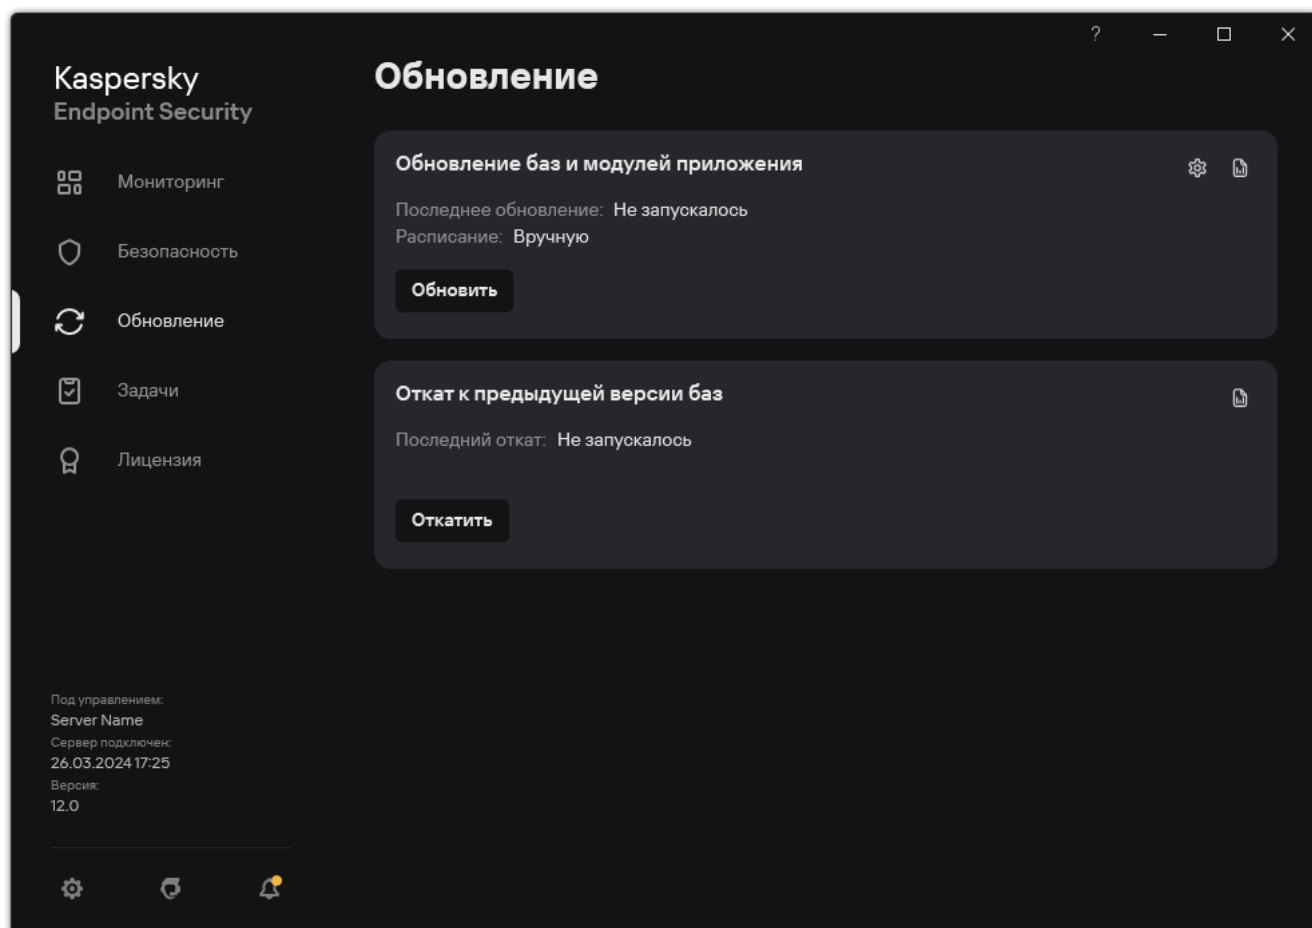 ?
Kaspersky
Endpoint Security
Мониторинг
Безопасность
Обновление
Задачи
Лицензия
Под управлением:
Server Name
Сервер подключен:
26.03.2024 17:25
Версия:
12.0
Обновление
Обновление баз и модулей приложения
Последнее обновление: Не запускалось
Расписание: Вручную
Обновить
Откат к предыдущей версии баз
Последний откат: Не запускалось
Откатить